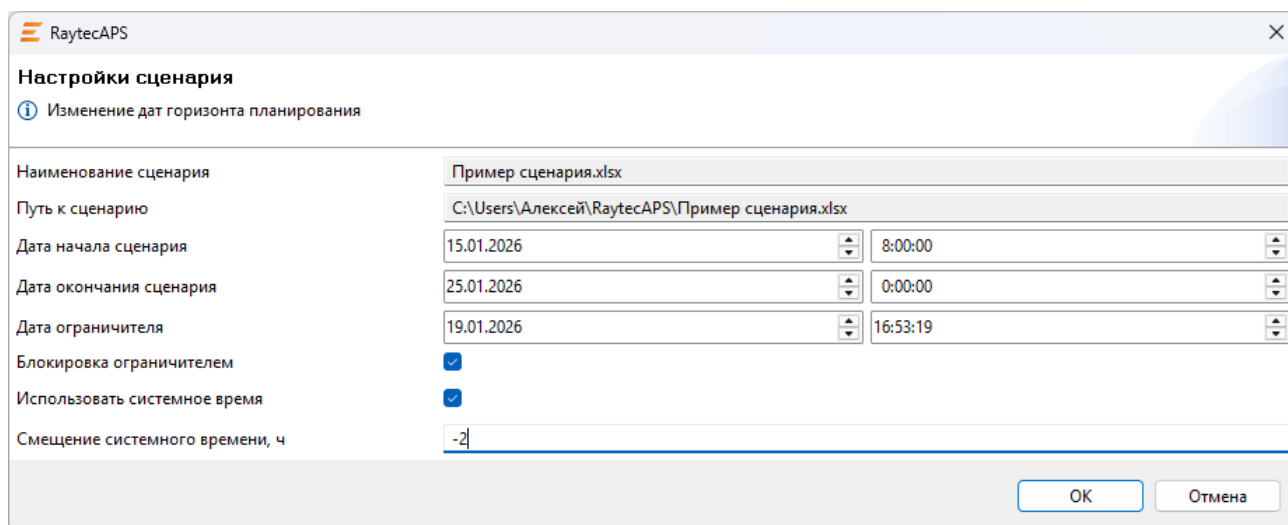 RaytecAPS
Настройки сценария
Изменение дат горизонта планирования
Наименование сценария Пример сценария.xlsx
Путь к сценарию C:\Users\Алексей\RaytecAPS\Пример сценария.xlsx
Дата начала сценария 15.01.2026 8:00:00
Дата окончания сценария 25.01.2026 0:00:00
Дата ограничителя 19.01.2026 16:53:19
Блокировка ограничителем
Использовать системное время
Смещение системного времени, ч -2
ОК Отмена